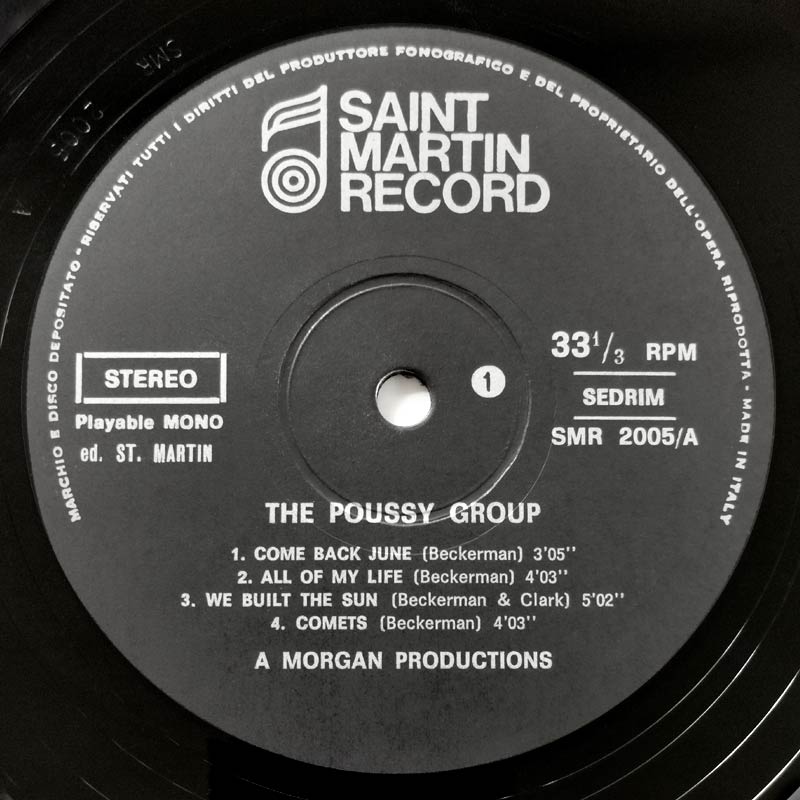 MARCHIO E DISCO DEPOSITATO - RISERVATI TUTTI I DIRITTI DEL PRODUTTORE FONOGRAFICO E DEL PROPRIETARIO DELL'OPERA RIPRODOTTA - MADE IN ITALY
SMR 2005 A
SAINT
MARTIN
RECORD
STEREO
Playable MONO
ed. ST. MARTIN
1
33 1/3 RPM
SEDRIM
SMR 2005/A
THE POUSSY GROUP
1. COME BACK JUNE (Beckerman) 3'05''
2. ALL OF MY LIFE (Beckerman) 4'03''
3. WE BUILT THE SUN (Beckerman & Clark) 5'02''
4. COMETS (Beckerman) 4'03''
A MORGAN PRODUCTIONS